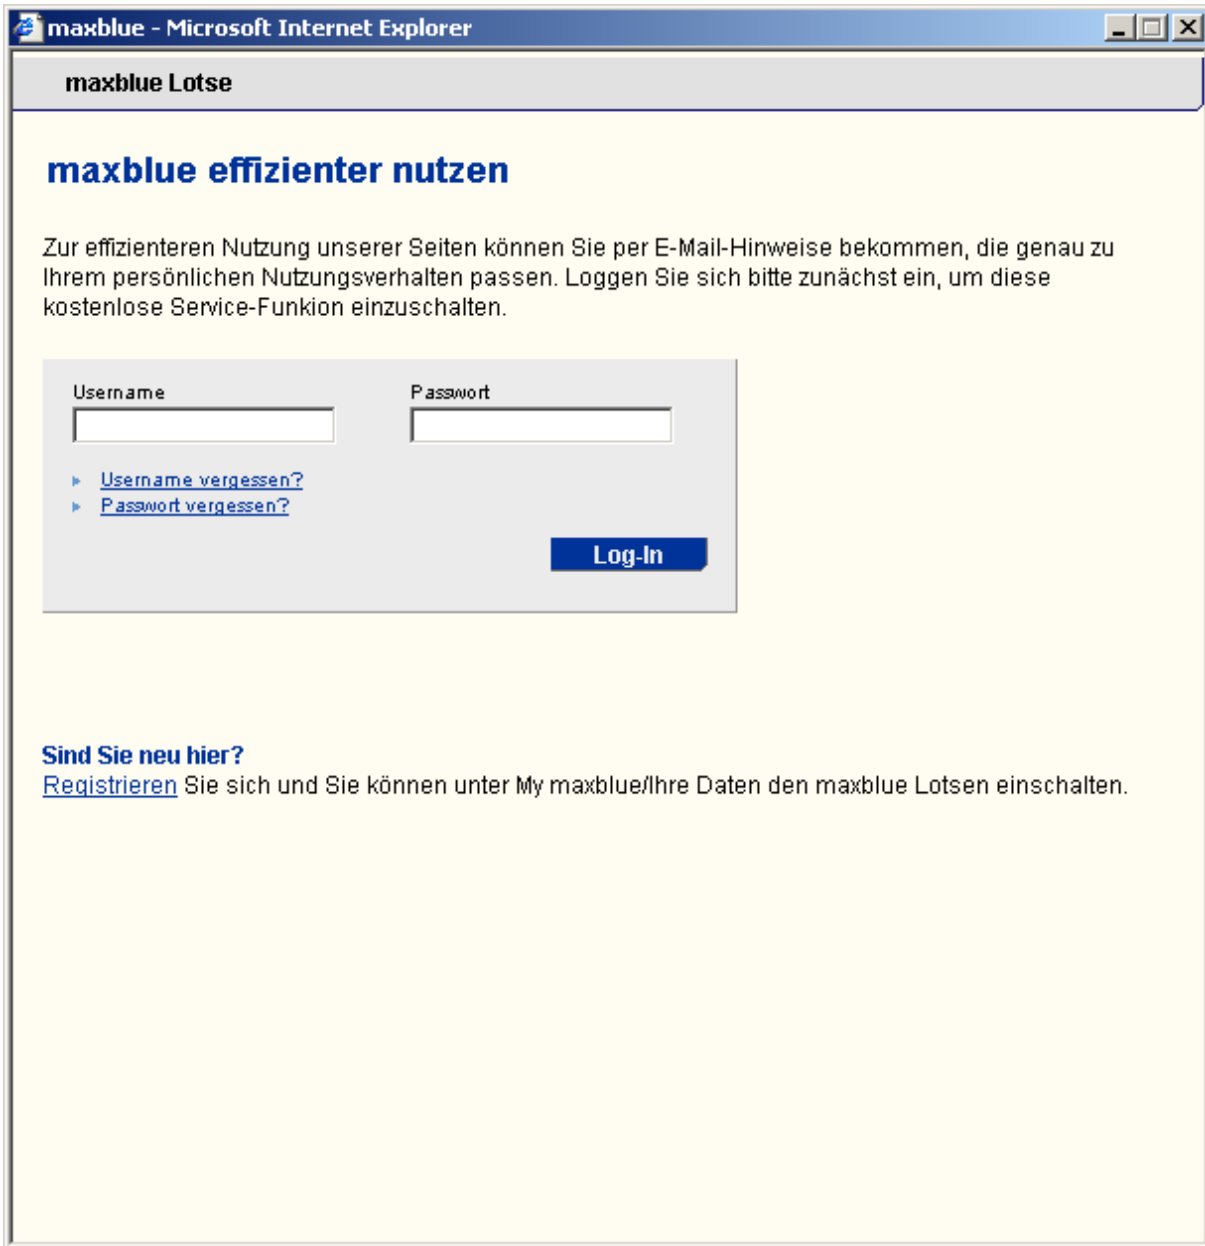 maxblue - Microsoft Internet Explorer
maxblue Lotse
maxblue effizienter nutzen
Zur effizienteren Nutzung unserer Seiten können Sie per E-Mail-Hinweise bekommen, die genau zu
Ihrem persönlichen Nutzungsverhalten passen. Loggen Sie sich bitte zunächst ein, um diese
kostenlose Service-Funkion einzuschalten.
Username Passwort
Username vergessen?
Passwort vergessen?
Log-In
Sind Sie neu hier?
Registrieren Sie sich und Sie können unter My maxblue/Ihre Daten den maxblue Lotsen einschalten.